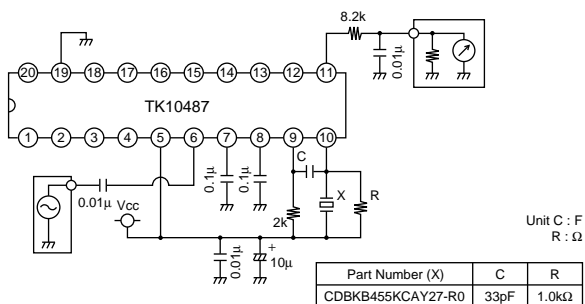 8.2k
0.01µ
20 19 18 17 16 15 14 13 12 11
TK10487
1 2 3 4 5 6 7 8 9 10
C
0.1µ
0.1µ
X
R
0.01µ
Vcc
2k
0.01µ
+
10µ
Unit C : F
R : Ω
Part Number (X) C R
CDBKB455KCAY27-R0 33pF 1.0kΩ